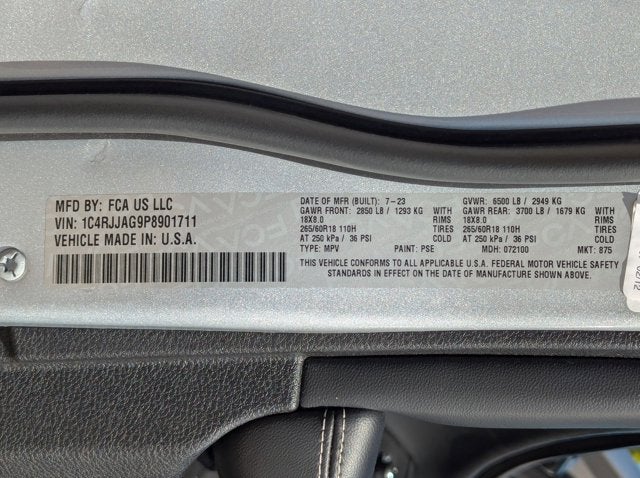 MFD BY: FCA US LLC
VIN: 1C4RJJAG9P8901711
VEHICLE MADE IN: U.S.A.
DATE OF MFR (BUILT): 7-23
GAWR FRONT: 2850 LB / 1293 KG WITH
18X8.0 RIMS
265/60R18 110H TIRES
AT 250 kPa / 36 PSI COLD
TYPE: MPV PAINT: PSE
GVWR: 6500 LB / 2949 KG
GAWR REAR: 3700 LB / 1679 KG WITH
18X8.0 RIMS
265/60R18 110H TIRES
AT 250 kPa / 36 PSI COLD
MDH: 072100 MKT: 875
THIS VEHICLE CONFORMS TO ALL APPLICABLE U.S.A. FEDERAL MOTOR VEHICLE SAFETY
STANDARDS IN EFFECT ON THE DATE OF MANUFACTURE SHOWN ABOVE.